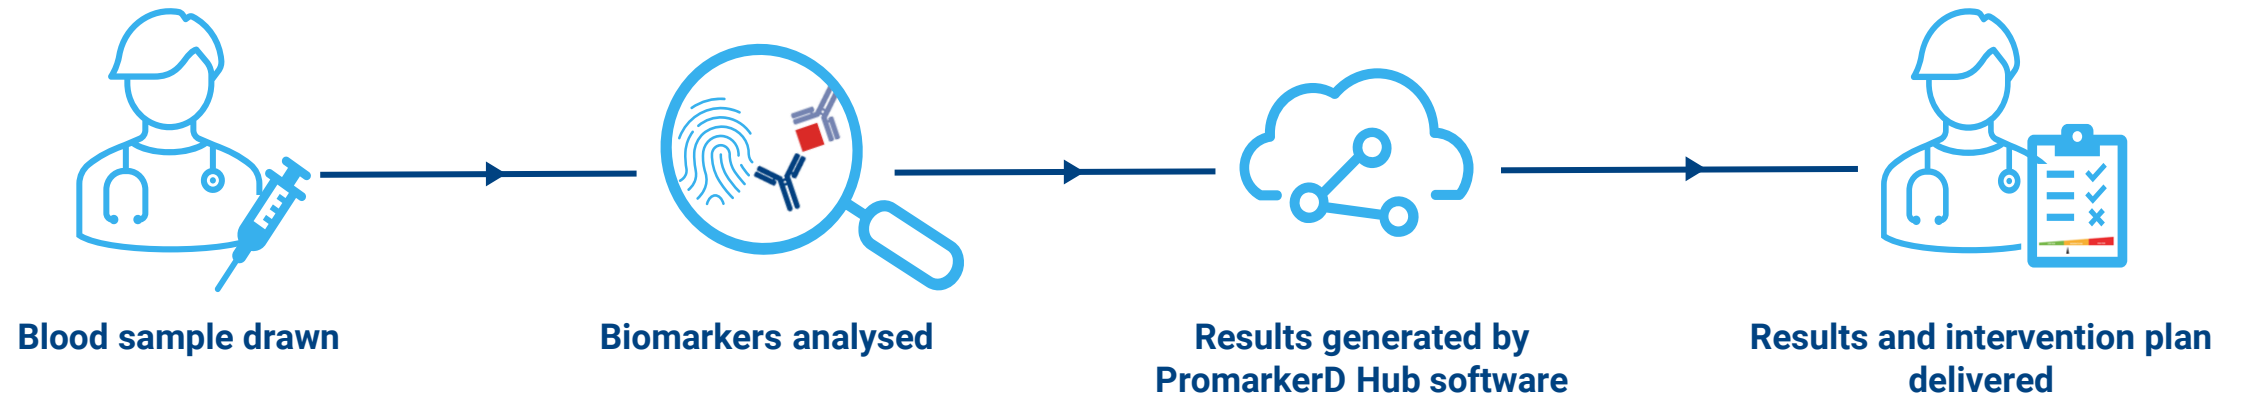 Blood sample drawn
Biomarkers analysed
Results generated by
PromarkerD Hub software
Results and intervention plan
delivered